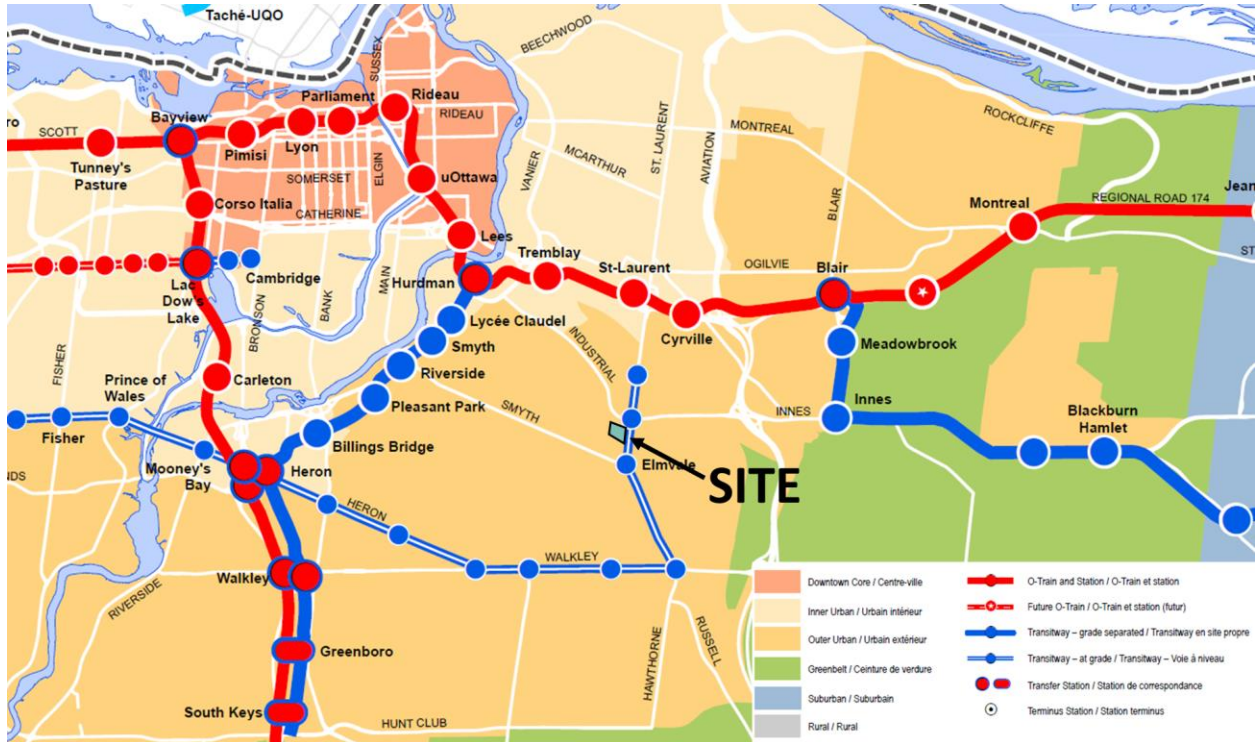 Taché-UQO
SUSSEX
BEECHWOOD
Parliament
Rideau
RIDEAU
Bayview
ro
SCOTT
Tunney's
Pasture
Pimisi
Lyon
ELGIN
SOMERSET
uOttawa
VANIER
MCARTHUR
ST. LAURENT
AVIATION
MONTREAL
ROCKCLIFFE
Corso Italia
CATHERINE
Lees
Tremblay
BLAIR
Montreal
REGIONAL ROAD 174
Jean
ST
MAIN
Hurdman
St-Laurent
OGILVIE
Blair
Cambridge
Lac
Dow's
Lake
BRONSON
BANK
Lycée Claudel
Cyrville
Smyth
INDUSTRIAL
Meadowbrook
FISHER
Prince of
Wales
Carleton
Riverside
Pleasant Park
SMYTH
INNES
Innes
Fisher
Billings Bridge
Blackburn
Hamlet
NDS
Mooney's
Bay
Heron
HERON
Elmvale
SITE
WALKLEY
Walkley
RIVERSIDE
Greenboro
HAWTHORNE
RUSSELL
South Keys
HUNT CLUB
Downtown Core / Centre-ville
Inner Urban / Urbain intérieur
Outer Urban / Urbain extérieur
Greenbelt / Ceinture de verdure
Suburban / Suburbain
Rural / Rural
O-Train and Station / O-Train et station
Future O-Train / O-Train et station (futur)
Transitway – grade separated / Transitway en site propre
Transitway – at grade / Transitway – Voie à niveau
Transfer Station / Station de correspondance
Terminus Station / Station terminus